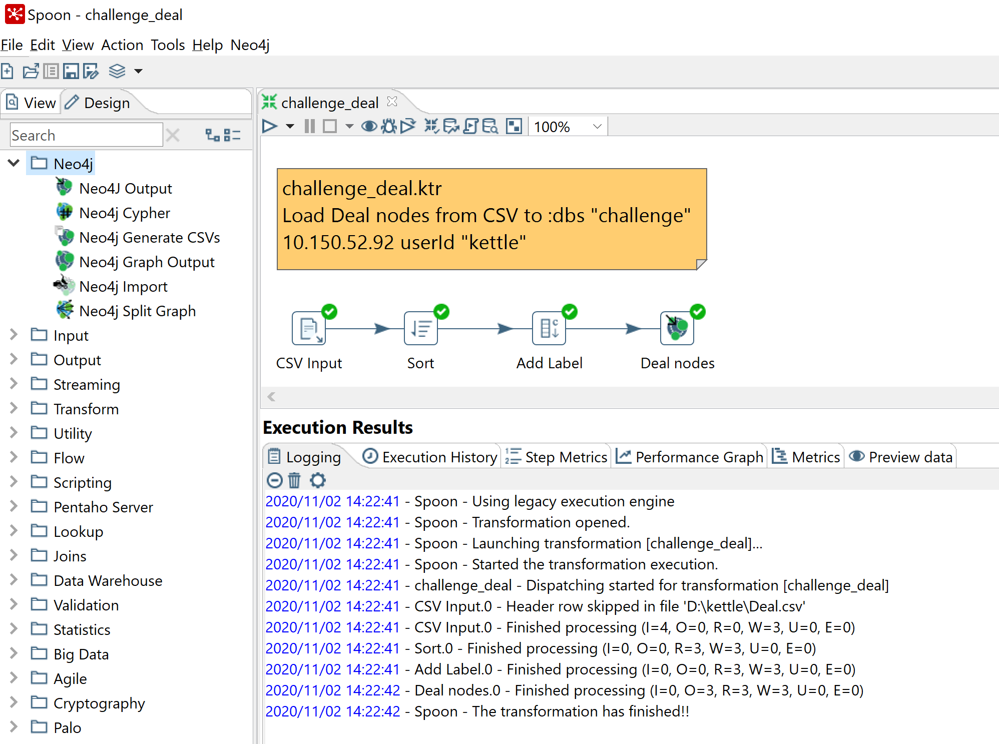 Spoon - challenge_deal
File Edit View Action Tools Help Neo4j
View Design
Search
Neo4j
Neo4J Output
Neo4j Cypher
Neo4j Generate CSVs
Neo4j Graph Output
Neo4j Import
Neo4j Split Graph
Input
Output
Streaming
Transform
Utility
Flow
Scripting
Pentaho Server
Lookup
Joins
Data Warehouse
Validation
Statistics
Big Data
Agile
Cryptography
Palo
challenge_deal
100%
challenge_deal.ktr
Load Deal nodes from CSV to :dbs "challenge"
10.150.52.92 userId "kettle"
CSV Input Sort Add Label Deal nodes
Execution Results
Logging Execution History Step Metrics Performance Graph Metrics Preview data
2020/11/02 14:22:41 - Spoon - Using legacy execution engine
2020/11/02 14:22:41 - Spoon - Transformation opened.
2020/11/02 14:22:41 - Spoon - Launching transformation [challenge_deal]...
2020/11/02 14:22:41 - Spoon - Started the transformation execution.
2020/11/02 14:22:41 - challenge_deal - Dispatching started for transformation [challenge_deal]
2020/11/02 14:22:41 - CSV Input.0 - Header row skipped in file 'D:\kettle\Deal.csv'
2020/11/02 14:22:41 - CSV Input.0 - Finished processing (I=4, O=0, R=0, W=3, U=0, E=0)
2020/11/02 14:22:41 - Sort.0 - Finished processing (I=0, O=0, R=3, W=3, U=0, E=0)
2020/11/02 14:22:41 - Add Label.0 - Finished processing (I=0, O=0, R=3, W=3, U=0, E=0)
2020/11/02 14:22:42 - Deal nodes.0 - Finished processing (I=0, O=3, R=3, W=3, U=0, E=0)
2020/11/02 14:22:42 - Spoon - The transformation has finished!!